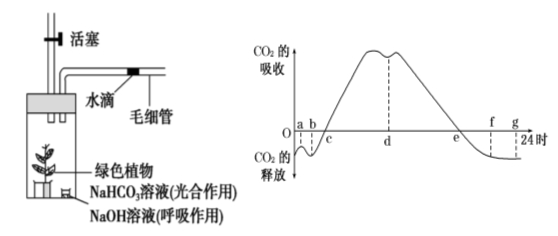 活塞
水滴
毛细管
绿色植物
NaHCO₃溶液(光合作用)
NaOH溶液(呼吸作用)
CO₂的
吸收
O
a b
c
d
e
f
g
24时
CO₂的
释放